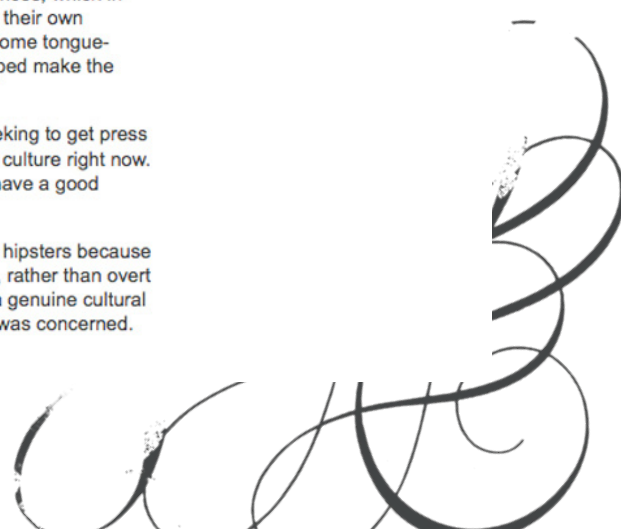 their own
ome tongue-
ped make the
eking to get press
culture right now.
ave a good
hipsters because
rather than overt
genuine cultural
was concerned.